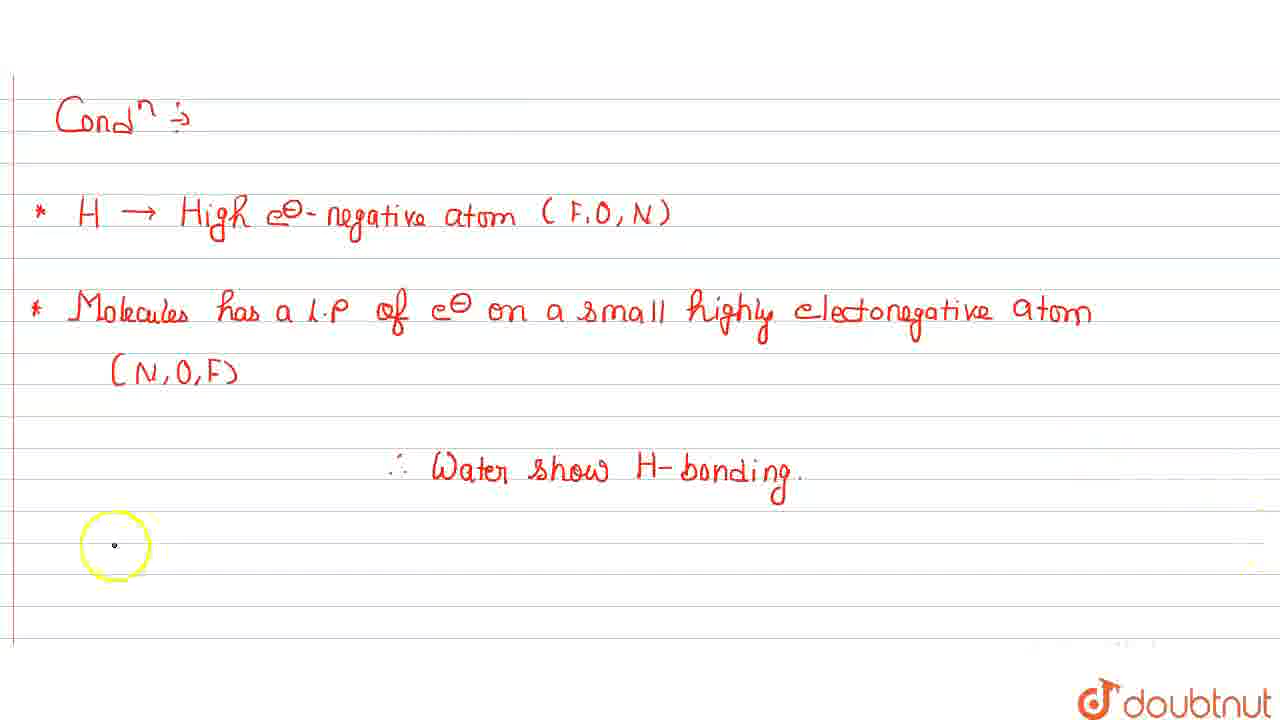 Condⁿ ÷
* H → High e⊖-negative atom (F,O,N)
* Molecules has a L.P of e⊖ on a small highly electonegative atom
(N,O,F)
∴ Water show H-bonding.
doubtnut